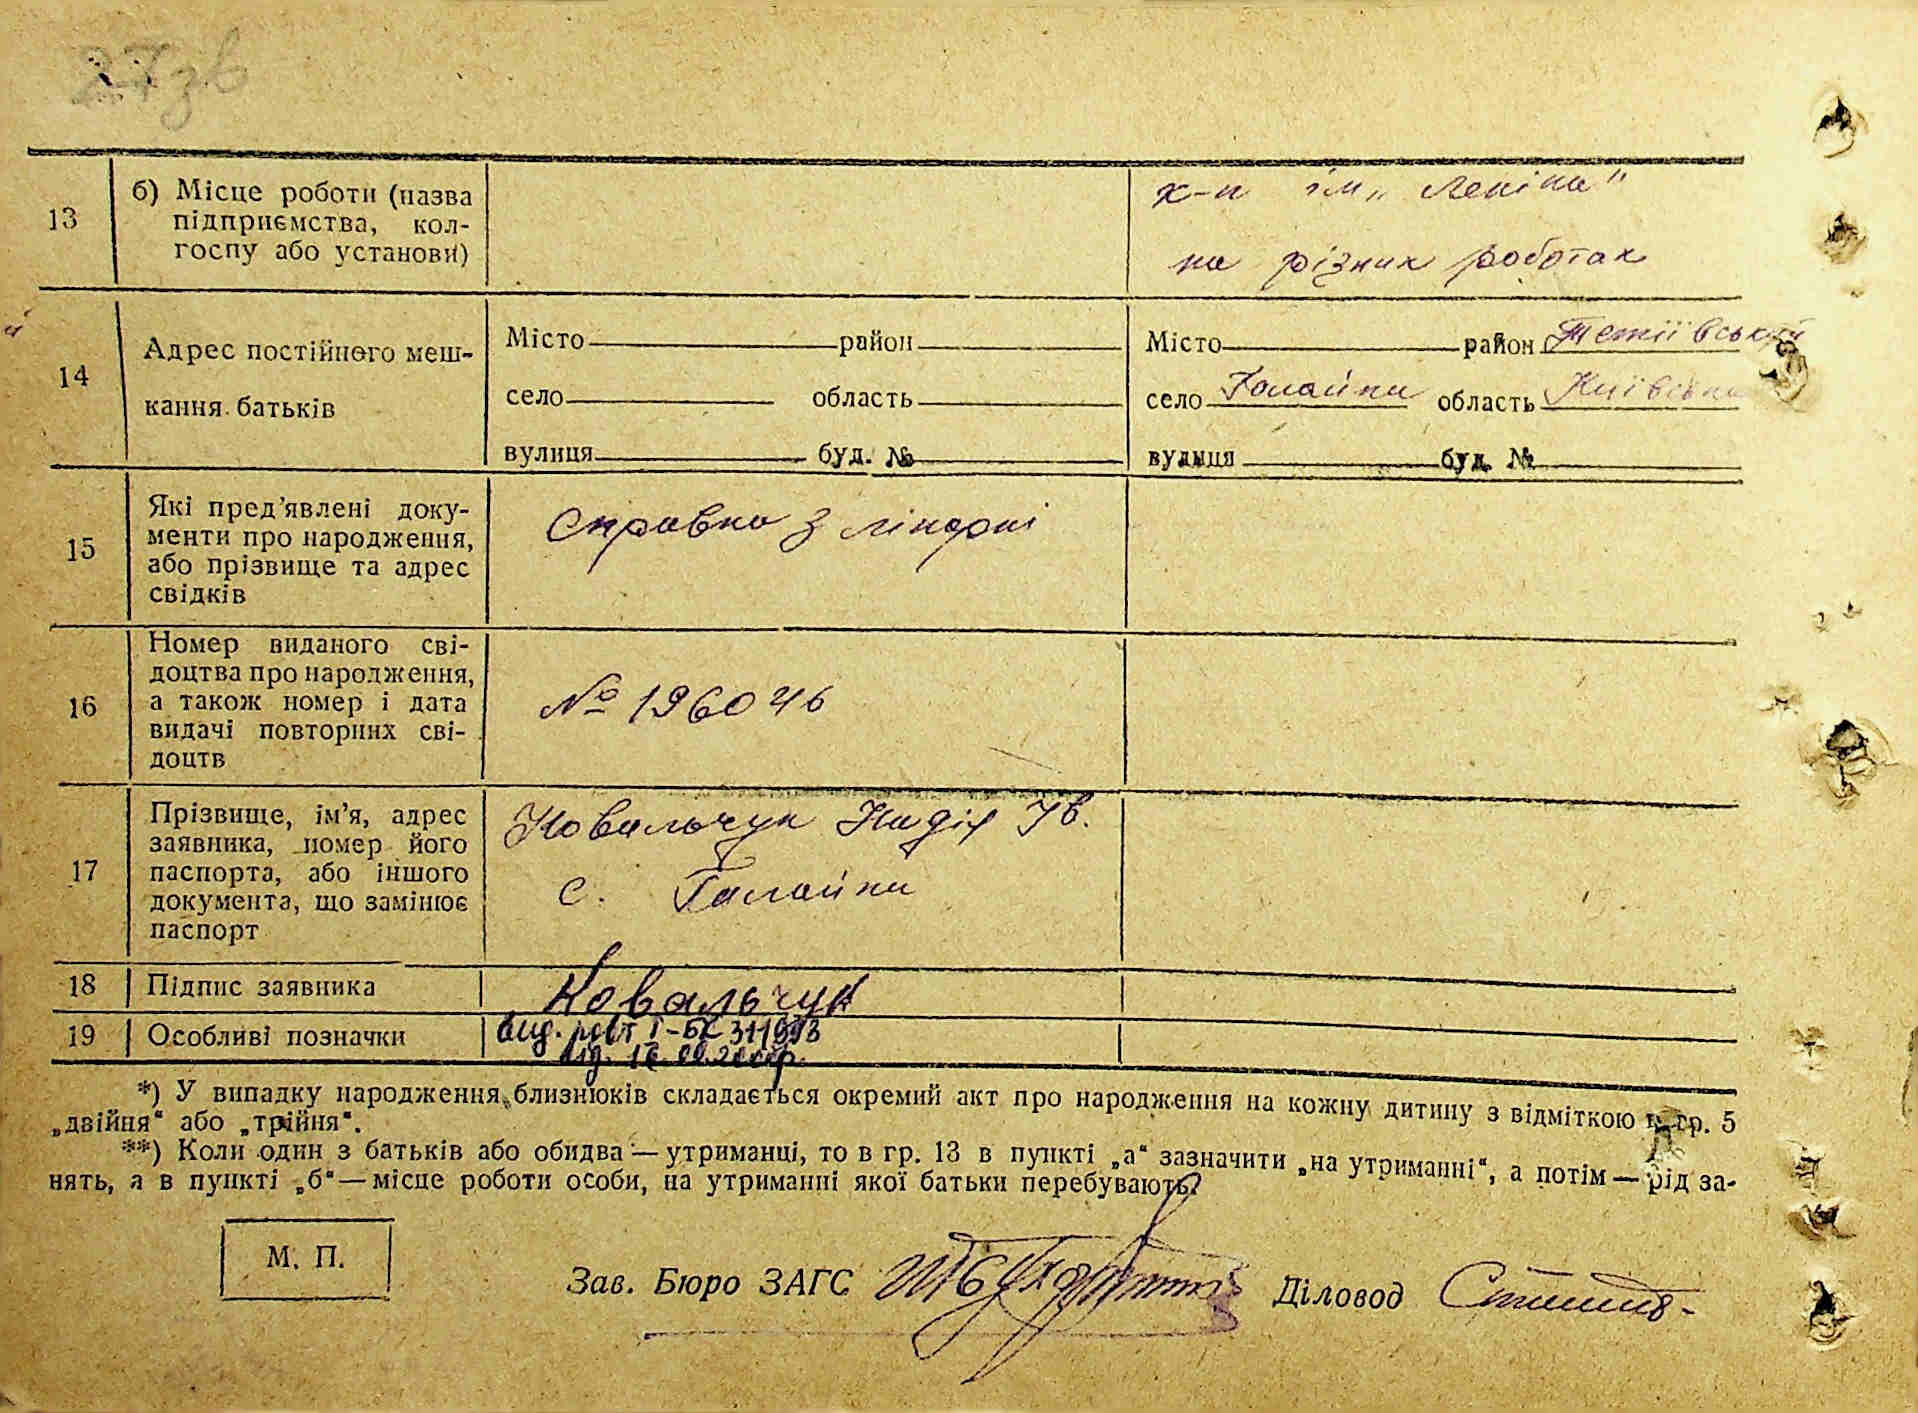 27зв
13
б) Місце роботи (назва
підприємства, кол-
госпу або установи)
к-п ім „Леніна"
на різних роботах
14
Адрес постійного меш-
кання батьків
Місто район
село область
вулиця буд. №
Місто район Тетіївський
село Галайки область Київська
вулиця буд. №
15
Які пред'явлені доку-
менти про народження,
або прізвище та адрес
свідків
Справка з лікарні
16
Номер виданого сві-
доцтва про народження,
а також номер і дата
видачі повторних сві-
доцтв
№ 196046
17
Прізвище, ім'я, адрес
заявника, номер його
паспорта, або іншого
документа, що замінює
паспорт
Ковальчук Надія Ів.
с. Галайки
18 Підпис заявника
Ковальчук
19 Особливі позначки
вид. повт І-БК
*) У випадку народження близнюків складається окремий акт про народження на кожну дитину з відміткою в гр. 5
„двійня" або „трійня".
**) Коли один з батьків або обидва — утриманці, то в гр. 13 в пункті „а" зазначити „на утриманні", а потім — рід за-
нять, а в пункті „б" — місце роботи особи, на утриманні якої батьки перебувають.
М. П.
Зав. Бюро ЗАГС
Діловод